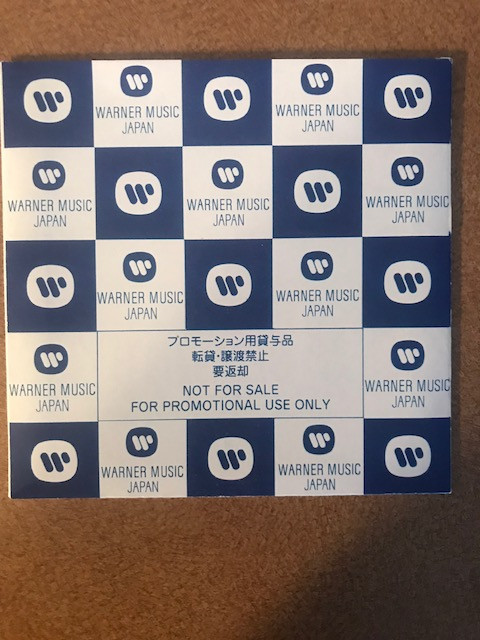 WARNER MUSIC
JAPAN
WARNER MUSIC
JAPAN
WARNER MUSIC
JAPAN
WARNER MUSIC
JAPAN
WARNER MUSIC
JAPAN
WARNER MUSIC
JAPAN
WARNER MUSIC
JAPAN
プロモーション用貸与品
転貸・譲渡禁止
要返却
NOT FOR SALE
FOR PROMOTIONAL USE ONLY
WARNER MUSIC
JAPAN
WARNER MUSIC
JAPAN
WARNER MUSIC
JAPAN
WARNER MUSIC
JAPAN